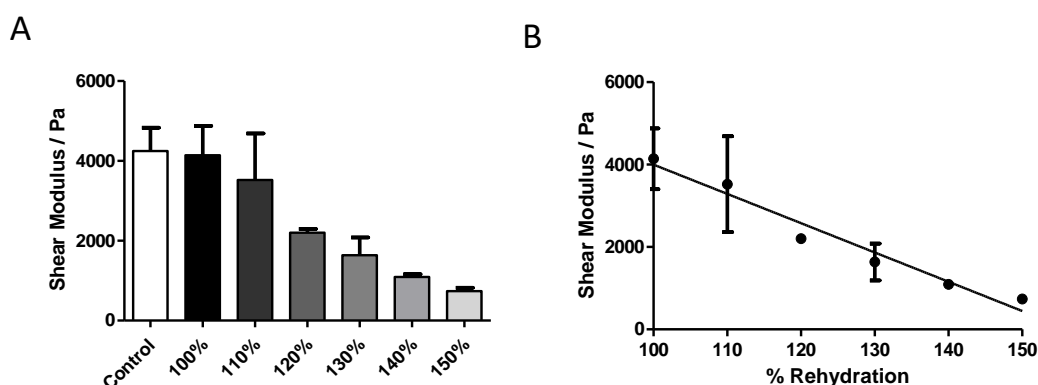 A
B
Shear Modulus / Pa
6000
4000
2000
0
Control 100% 110% 120% 130% 140% 150%
Shear Modulus / Pa
6000
4000
2000
0
100 110 120 130 140 150
% Rehydration